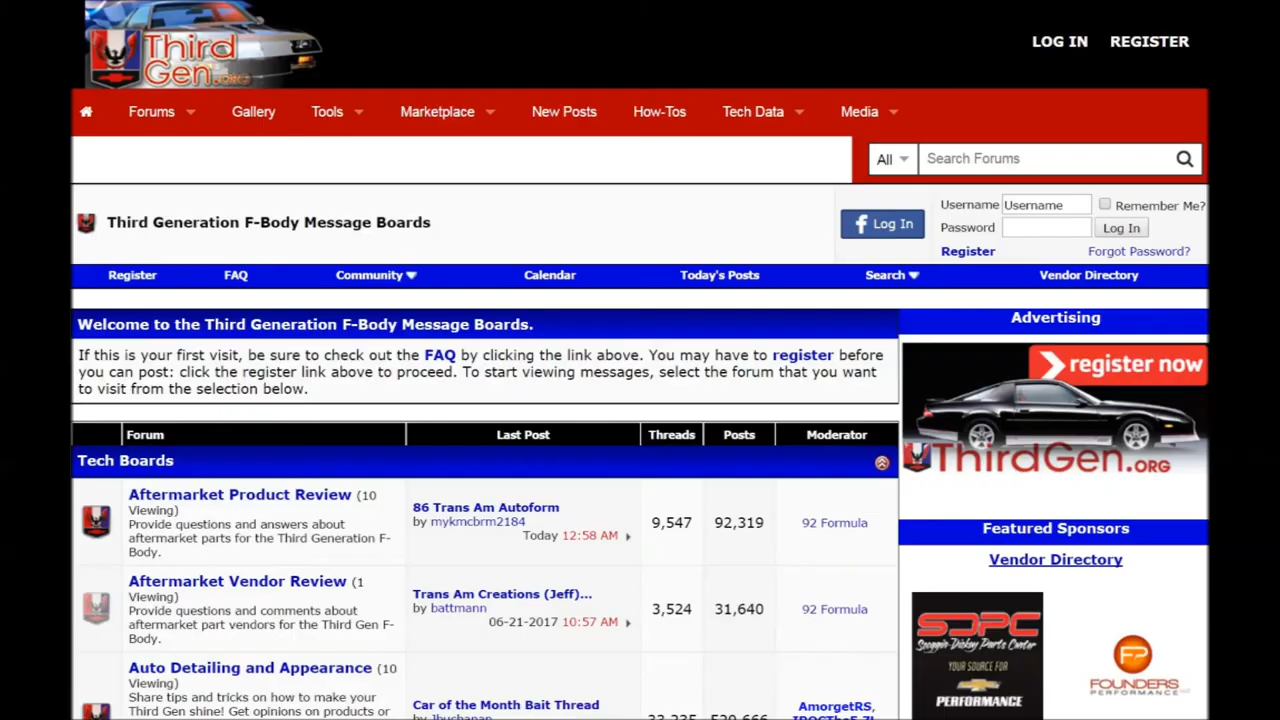 Third
Gen.ORG
LOG IN REGISTER
Forums Gallery Tools Marketplace New Posts How-Tos Tech Data Media
All Search Forums
Third Generation F-Body Message Boards
f Log In
Username Username Remember Me?
Password Log In
Register Forgot Password?
Register FAQ Community Calendar Today's Posts Search Vendor Directory
Welcome to the Third Generation F-Body Message Boards.
If this is your first visit, be sure to check out the FAQ by clicking the link above. You may have to register before
you can post: click the register link above to proceed. To start viewing messages, select the forum that you want
to visit from the selection below.
Advertising
register now
ThirdGen.ORG
Forum Last Post Threads Posts Moderator
Tech Boards
Aftermarket Product Review (10
Viewing)
Provide questions and answers about
aftermarket parts for the Third Generation F-
Body.
86 Trans Am Autoform
by mykmcbrm2184
Today 12:58 AM
9,547 92,319 92 Formula
Aftermarket Vendor Review (1
Viewing)
Provide questions and comments about
aftermarket part vendors for the Third Gen F-
Body.
Trans Am Creations (Jeff)...
by battmann
06-21-2017 10:57 AM
3,524 31,640 92 Formula
Auto Detailing and Appearance (10
Viewing)
Share tips and tricks on how to make your
Third Gen shine! Get opinions on products or
Car of the Month Bait Thread
by Jbuchanan
33,235 529,666 AmorgetRS,
Featured Sponsors
Vendor Directory
SDPC
Scoggin-Dickey Parts Center
YOUR SOURCE FOR
PERFORMANCE
FP
FOUNDERS
PERFORMANCE